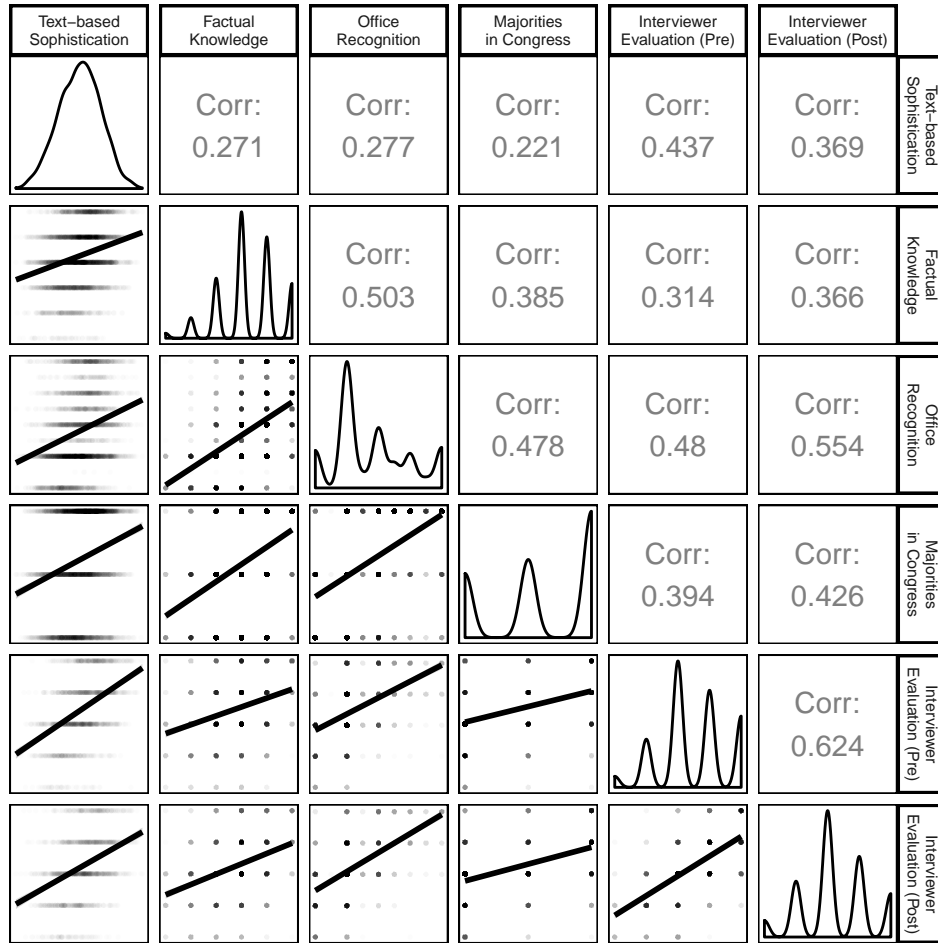 Text−based
Sophistication
Factual
Knowledge
Office
Recognition
Majorities
in Congress
Interviewer
Evaluation (Pre)
Interviewer
Evaluation (Post)
Corr:
0.271
Corr:
0.277
Corr:
0.221
Corr:
0.437
Corr:
0.369
Text−based
Sophistication
Corr:
0.503
Corr:
0.385
Corr:
0.314
Corr:
0.366
Factual
Knowledge
Corr:
0.478
Corr:
0.48
Corr:
0.554
Office
Recognition
Corr:
0.394
Corr:
0.426
Majorities
in Congress
Corr:
0.624
Interviewer
Evaluation (Pre)
Interviewer
Evaluation (Post)